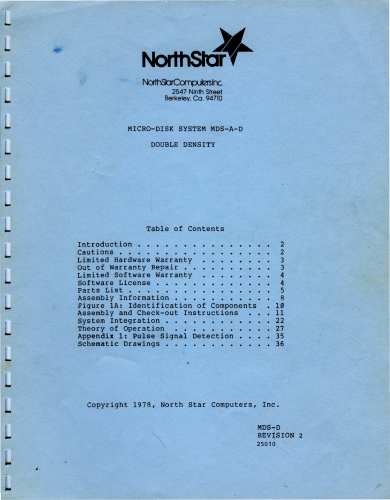 NorthStar
NorthStarComputersInc.
2547 Ninth Street
Berkeley, Ca. 94710
MICRO-DISK SYSTEM MDS-A-D
DOUBLE DENSITY
Table of Contents
Introduction . . . . . . . . . . . . . . . . 2
Cautions . . . . . . . . . . . . . . . . . . 2
Limited Hardware Warranty . . . . . . . . . 3
Out of Warranty Repair . . . . . . . . . . . 3
Limited Software Warranty . . . . . . . . . 4
Software License . . . . . . . . . . . . . . 4
Parts List . . . . . . . . . . . . . . . . . 5
Assembly Information . . . . . . . . . . . . 8
Figure 1A: Identification of Components . 10
Assembly and Check-out Instructions . . . 11
System Integration . . . . . . . . . . . . 22
Theory of Operation . . . . . . . . . . . . 27
Appendix 1: Pulse Signal Detection . . . . 35
Schematic Drawings . . . . . . . . . . . . 36
Copyright 1978, North Star Computers, Inc.
MDS-D
REVISION 2
25010